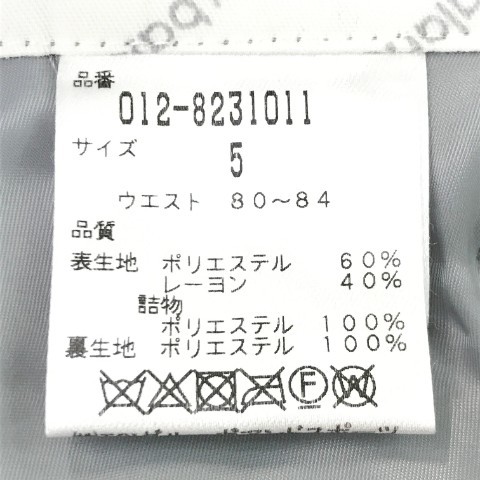 品番
012-8231011
サイズ
5
ウエスト 80～84
品質
表生地 ポリエステル 60%
レーヨン 40%
詰物
ポリエステル 100%
裏生地 ポリエステル 100%
F W